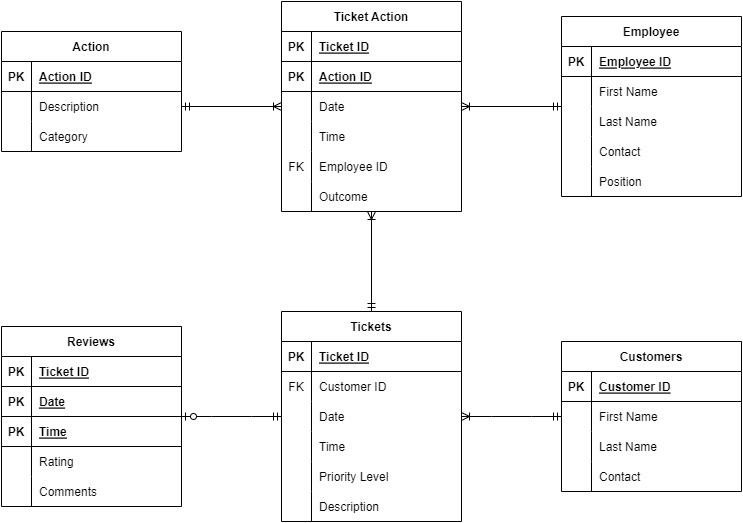 Action
PK Action ID
Description
Category
Ticket Action
PK Ticket ID
PK Action ID
Date
Time
FK Employee ID
Outcome
Employee
PK Employee ID
First Name
Last Name
Contact
Position
Reviews
PK Ticket ID
PK Date
PK Time
Rating
Comments
Tickets
PK Ticket ID
FK Customer ID
Date
Time
Priority Level
Description
Customers
PK Customer ID
First Name
Last Name
Contact